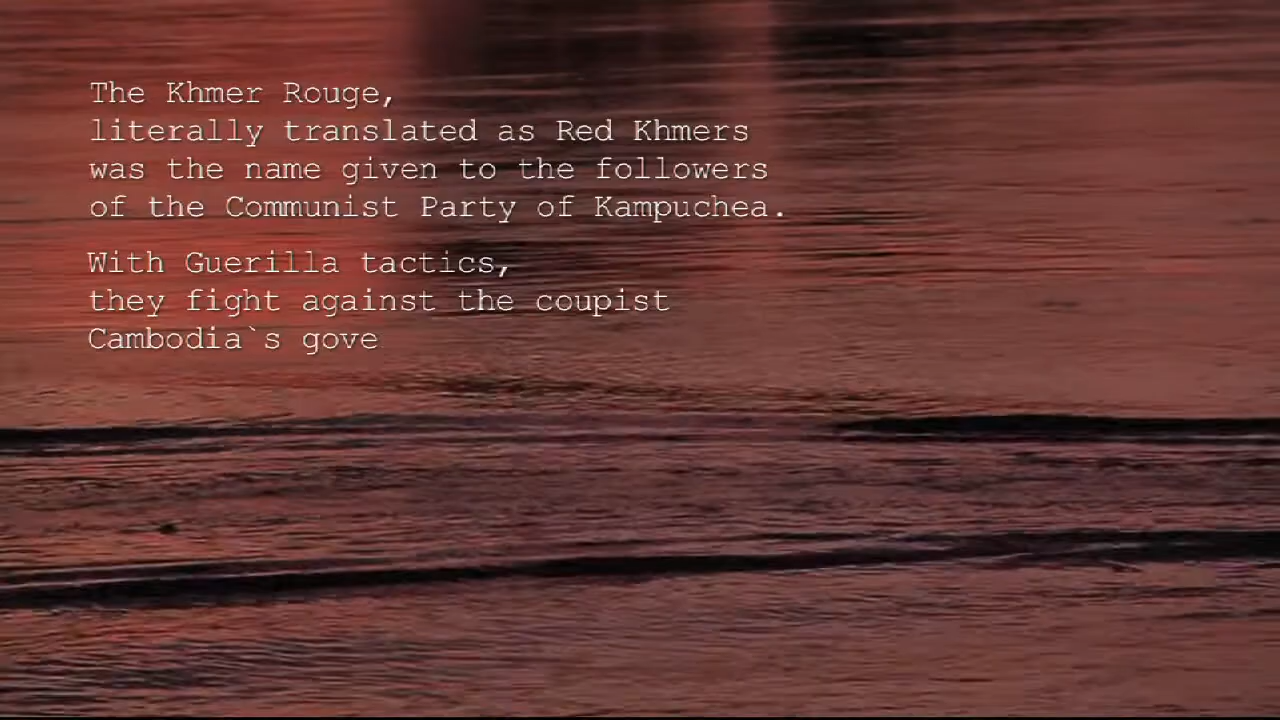 The Khmer Rouge,
literally translated as Red Khmers
was the name given to the followers
of the Communist Party of Kampuchea.
With Guerilla tactics,
they fight against the coupist
Cambodia`s gove